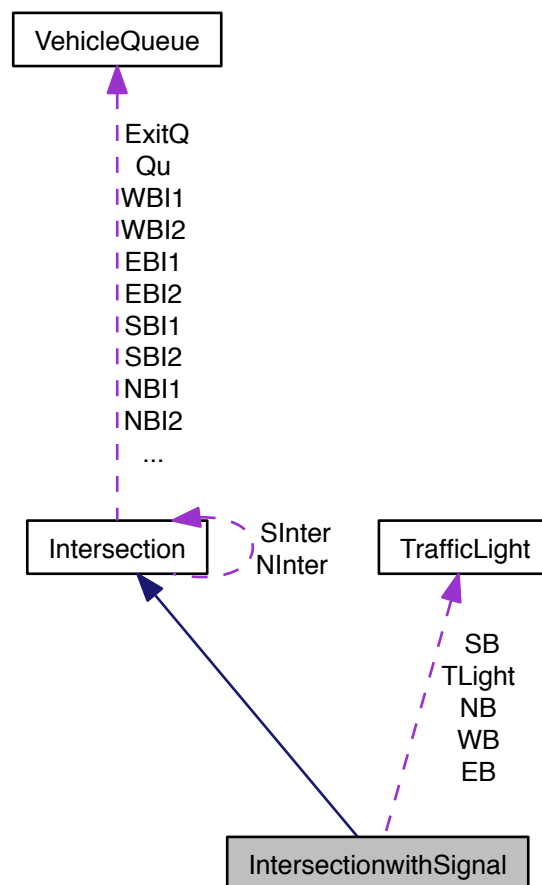 VehicleQueue
ExitQ
Qu
WBI1
WBI2
EBI1
EBI2
SBI1
SBI2
NBI1
NBI2
...
Intersection
SInter
NInter
TrafficLight
SB
TLight
NB
WB
EB
IntersectionwithSignal